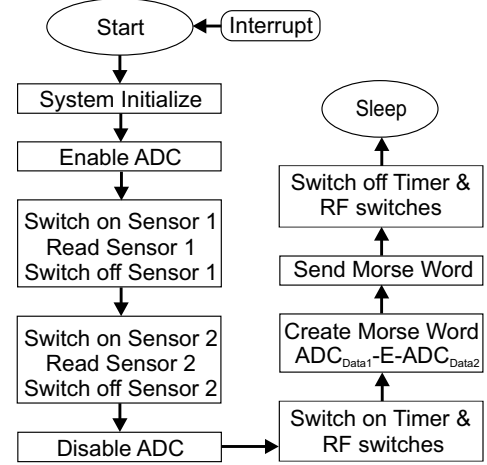 Start
Interrupt
System Initialize
Enable ADC
Switch on Sensor 1
Read Sensor 1
Switch off Sensor 1
Switch on Sensor 2
Read Sensor 2
Switch off Sensor 2
Disable ADC
Switch on Timer &
RF switches
Create Morse Word
ADC_Data1-E-ADC_Data2
Send Morse Word
Switch off Timer &
RF switches
Sleep